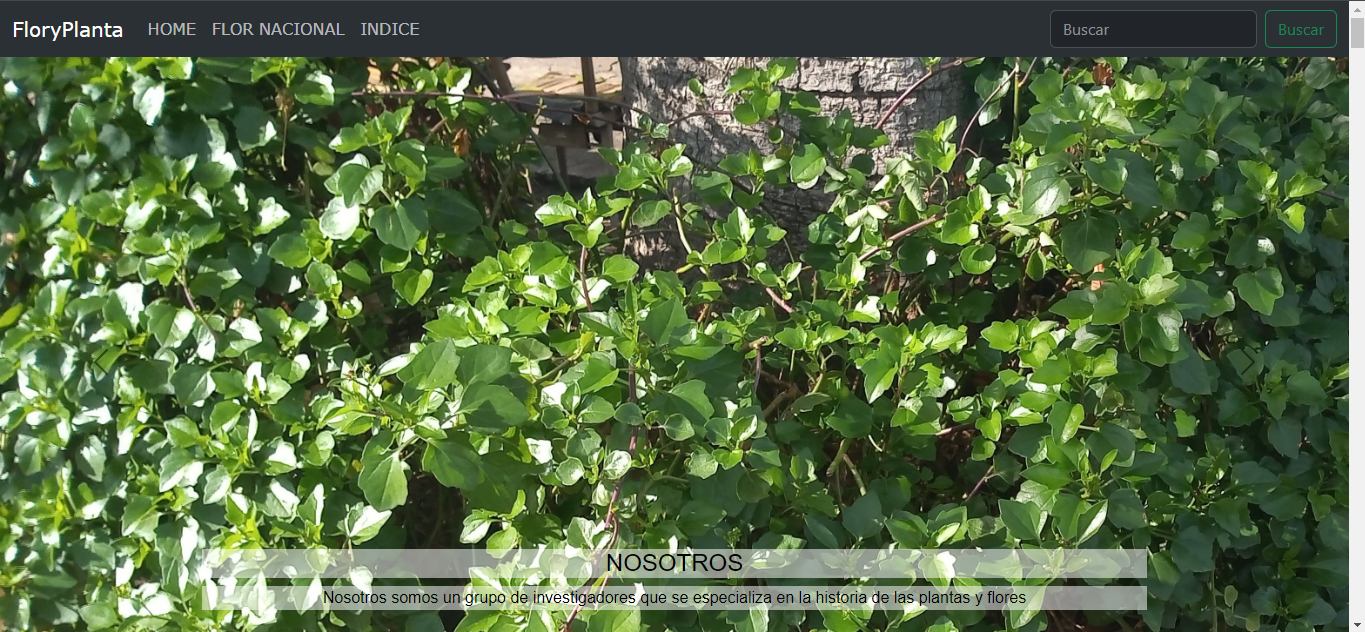 FloryPlanta HOME FLOR NACIONAL INDICE Buscar Buscar
NOSOTROS
Nosotros somos un grupo de investigadores que se especializa en la historia de las plantas y flores